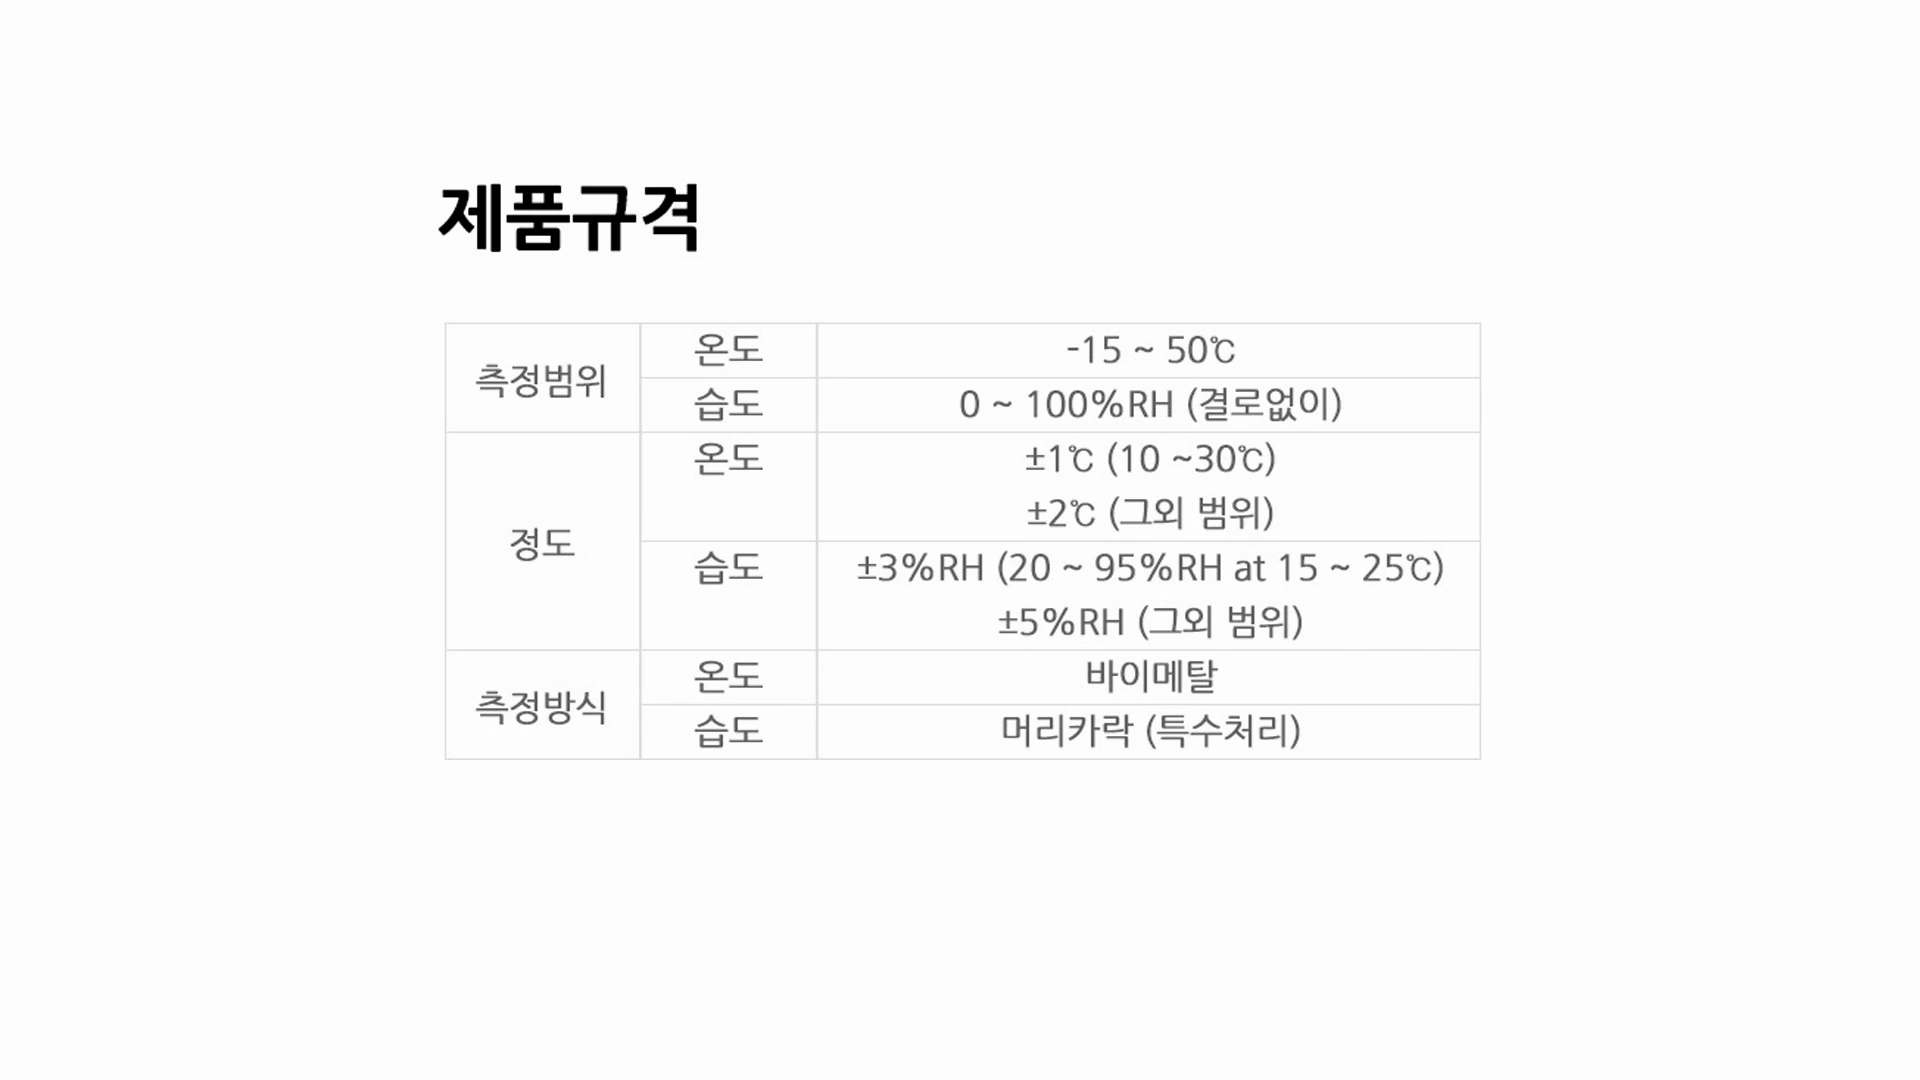 제품규격
측정범위 온도 -15 ~ 50℃
습도 0 ~ 100%RH (결로없이)
정도 온도 ±1℃ (10 ~30℃)
±2℃ (그외 범위)
습도 ±3%RH (20 ~ 95%RH at 15 ~ 25℃)
±5%RH (그외 범위)
측정방식 온도 바이메탈
습도 머리카락 (특수처리)